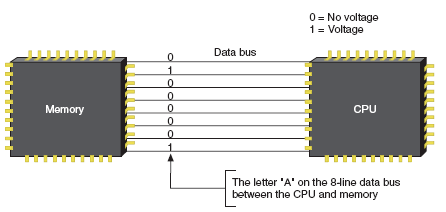 0 = No voltage
1 = Voltage
Data bus
0
1
0
0
0
0
0
1
Memory
CPU
The letter "A" on the 8-line data bus
between the CPU and memory